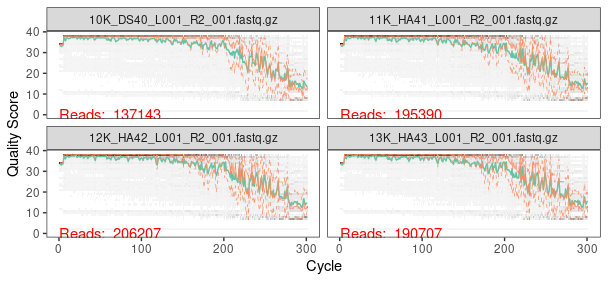 10K_DS40_L001_R2_001.fastq.gz
11K_HA41_L001_R2_001.fastq.gz
40
30
20
10
0
Reads: 137143
Reads: 195390
12K_HA42_L001_R2_001.fastq.gz
13K_HA43_L001_R2_001.fastq.gz
40
30
20
10
0
Reads: 206207
Reads: 190707
Quality Score
0
100
200
300
0
100
200
300
Cycle